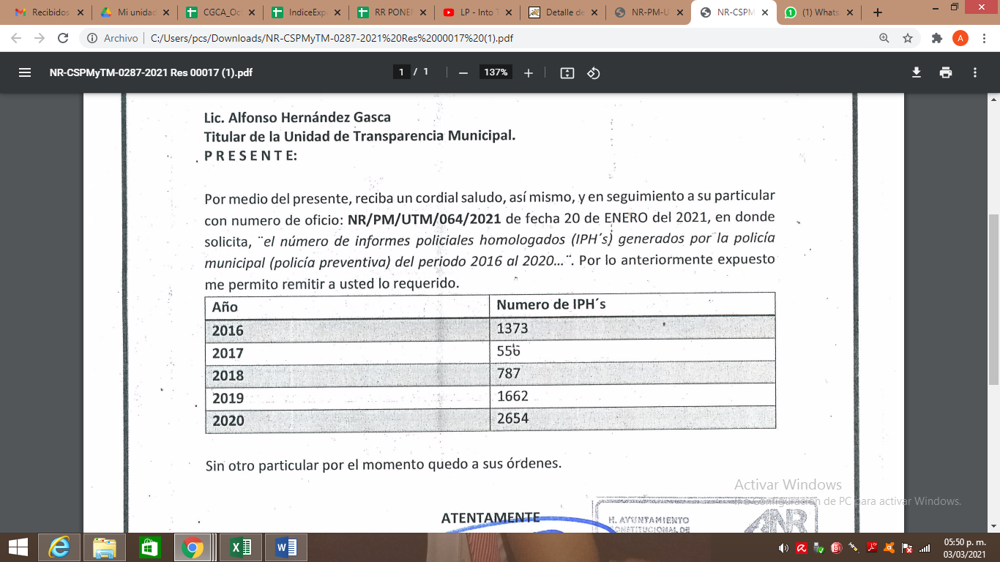 Recibidos
Mi unidad
CGCA_Oc
IndiceExp
RR PONEN
LP - Into T
Detalle de
NR-PM-U
NR-CSPM
(1) Whats
Archivo
C:/Users/pcs/Downloads/NR-CSPMyTM-0287-2021%20Res%2000017%20(1).pdf
A
NR-CSPMyTM-0287-2021 Res 00017 (1).pdf
1 / 1
137%
Lic. Alfonso Hernández Gasca
Titular de la Unidad de Transparencia Municipal.
P R E S E N T E:
Por medio del presente, reciba un cordial saludo, así mismo, y en seguimiento a su particular
con numero de oficio: NR/PM/UTM/064/2021 de fecha 20 de ENERO del 2021, en donde
solicita, ¨el número de informes policiales homologados (IPH´s) generados por la policía
municipal (policía preventiva) del periodo 2016 al 2020...¨. Por lo anteriormente expuesto
me permito remitir a usted lo requerido.
Año Numero de IPH´s
2016 1373
2017 556
2018 787
2019 1662
2020 2654
Sin otro particular por el momento quedo a sus órdenes.
Activar Windows
Ir a Configuración de PC para activar Windows.
ATENTAMENTE
H. AYUNTAMIENTO
CONSTITUCIONAL DE
NR
05:50 p. m.
03/03/2021